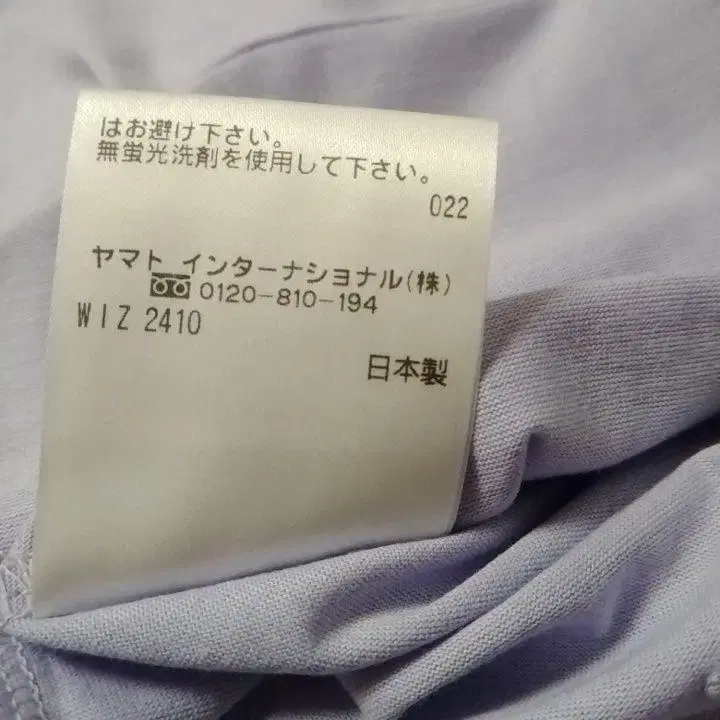 はお避け下さい。
無蛍光洗剤を使用して下さい。
022
ヤマト インターナショナル(株)
0120-810-194
WIZ 2410
日本製